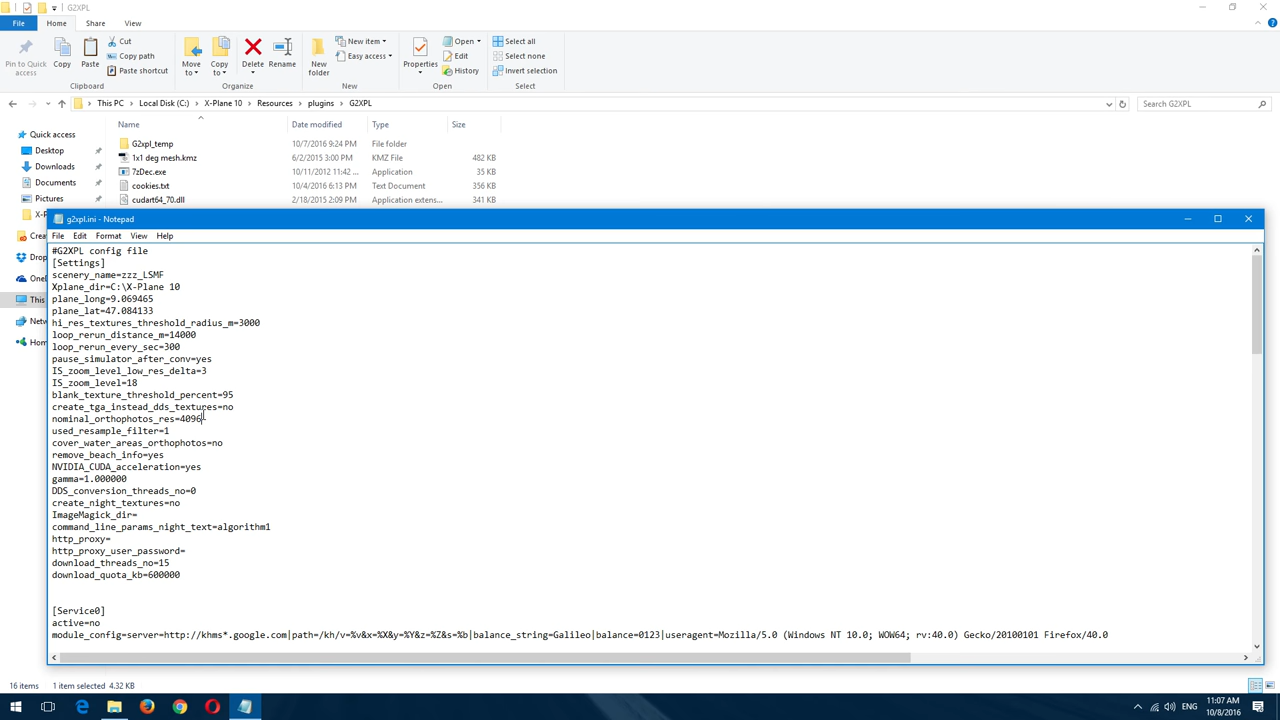 G2XPL
File Home Share View
Pin to Quick access
Copy
Paste
Cut
Copy path
Paste shortcut
Clipboard
Move to
Copy to
Delete
Rename
Organize
New folder
New item
Easy access
New
Properties
Open
Edit
History
Open
Select all
Select none
Invert selection
Select
This PC Local Disk (C:) X-Plane 10 Resources plugins G2XPL
Search G2XPL
Name Date modified Type Size
Quick access
Desktop
Downloads
Documents
Pictures
X-P
Crea
Drop
OneD
This
Netw
Hom
G2xpl_temp 10/7/2016 9:24 PM File folder
1x1 deg mesh.kmz 6/2/2015 3:00 PM KMZ File 482 KB
7zDec.exe 10/11/2012 11:42 ... Application 35 KB
cookies.txt 10/4/2016 6:13 PM Text Document 356 KB
cudart64_70.dll 2/18/2015 2:09 PM Application extens... 341 KB
g2xpl.ini - Notepad
File Edit Format View Help
#G2XPL config file
[Settings]
scenery_name=zzz_LSMF
Xplane_dir=C:\X-Plane 10
plane_long=9.069465
plane_lat=47.084133
hi_res_textures_threshold_radius_m=3000
loop_rerun_distance_m=14000
loop_rerun_every_sec=300
pause_simulator_after_conv=yes
IS_zoom_level_low_res_delta=3
IS_zoom_level=18
blank_texture_threshold_percent=95
create_tga_instead_dds_textures=no
nominal_orthophotos_res=4096
used_resample_filter=1
cover_water_areas_orthophotos=no
remove_beach_info=yes
NVIDIA_CUDA_acceleration=yes
gamma=1.000000
DDS_conversion_threads_no=0
create_night_textures=no
ImageMagick_dir=
command_line_params_night_text=algorithm1
http_proxy=
http_proxy_user_password=
download_threads_no=15
download_quota_kb=600000
[Service0]
active=no
module_config=server=http://khms*.google.com|path=/kh/v=%v&x=%X&y=%Y&z=%Z&s=%b|balance_string=Galileo|balance=0123|useragent=Mozilla/5.0 (Windows NT 10.0; WOW64; rv:40.0) Gecko/20100101 Firefox/40.0
16 items 1 item selected 4.32 KB
ENG
11:07 AM
10/8/2016